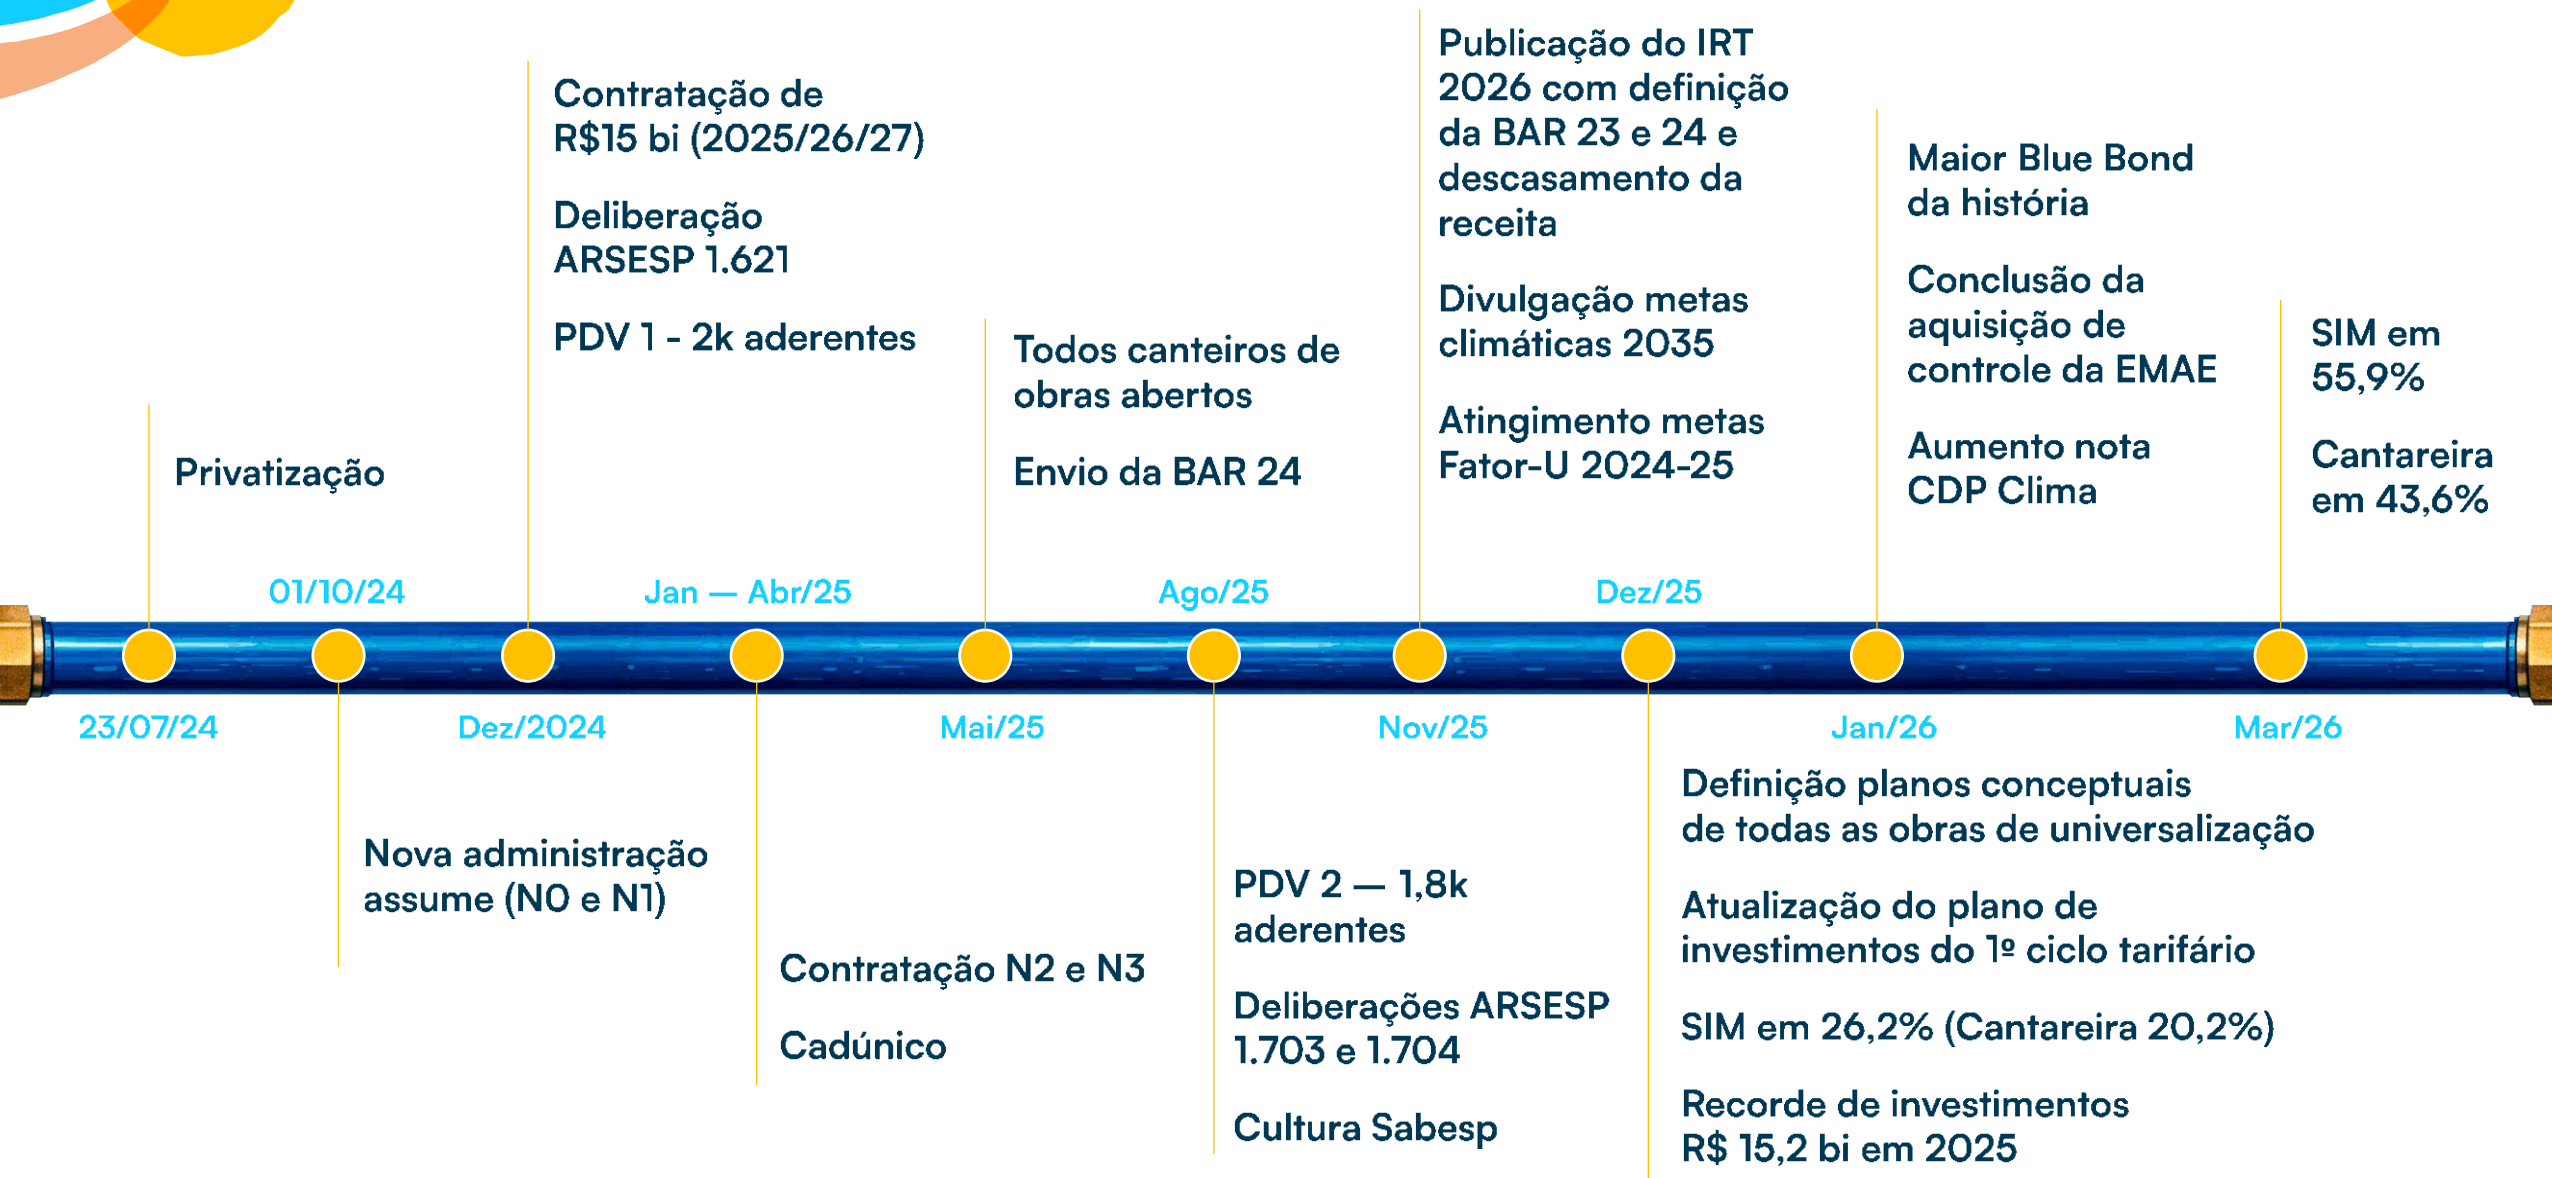 Privatização
23/07/24
01/10/24
Nova administração
assume (N0 e N1)
Contratação de
R$15 bi (2025/26/27)
Deliberação
ARSESP 1.621
PDV 1 - 2k aderentes
Dez/2024
Jan — Abr/25
Contratação N2 e N3
Cadúnico
Todos canteiros de
obras abertos
Envio da BAR 24
Mai/25
Ago/25
PDV 2 — 1,8k
aderentes
Deliberações ARSESP
1.703 e 1.704
Cultura Sabesp
Publicação do IRT
2026 com definição
da BAR 23 e 24 e
descasamento da
receita
Divulgação metas
climáticas 2035
Atingimento metas
Fator-U 2024-25
Nov/25
Dez/25
Definição planos conceptuais
de todas as obras de universalização
Atualização do plano de
investimentos do 1º ciclo tarifário
SIM em 26,2% (Cantareira 20,2%)
Recorde de investimentos
R$ 15,2 bi em 2025
Maior Blue Bond
da história
Conclusão da
aquisição de
controle da EMAE
Aumento nota
CDP Clima
Jan/26
SIM em
55,9%
Cantareira
em 43,6%
Mar/26